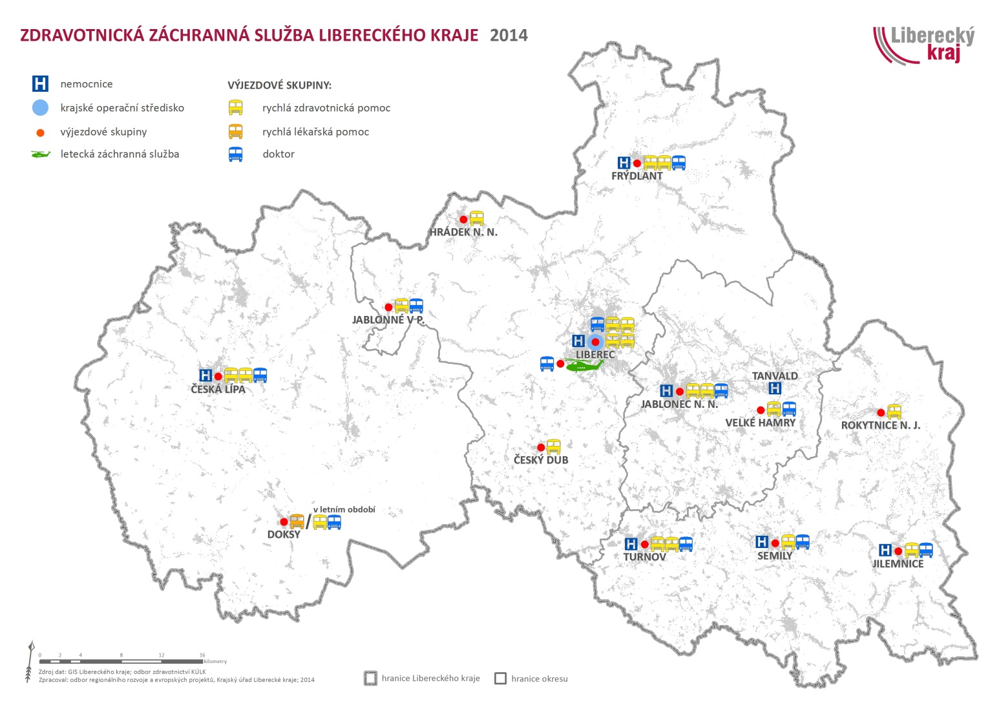 ZDRAVOTNICKÁ ZÁCHRANNÁ SLUŽBA LIBERECKÉHO KRAJE 2014
Liberecký
kraj
H nemocnice
krajské operační středisko
výjezdové skupiny
letecká záchranná služba
VÝJEZDOVÉ SKUPINY:
rychlá zdravotnická pomoc
rychlá lékařská pomoc
doktor
H
FRÝDLANT
HRÁDEK N. N.
JABLONNÉ V P.
H
LIBEREC
H
ČESKÁ LÍPA
TANVALD
H
H
JABLONEC N. N.
VELKÉ HAMRY
ROKYTNICE N. J.
ČESKÝ DUB
v letním období
/
DOKSY
H
TURNOV
H
SEMILY
H
JILEMNICE
0 2 4 8 12 16
kilometry
Zdroj dat: GIS Libereckého kraje; odbor zdravotnictví KÚLK
Zpracoval: odbor regionálního rozvoje a evropských projektů, Krajský úřad Liberecké kraje; 2014
hranice Libereckého kraje
hranice okresu